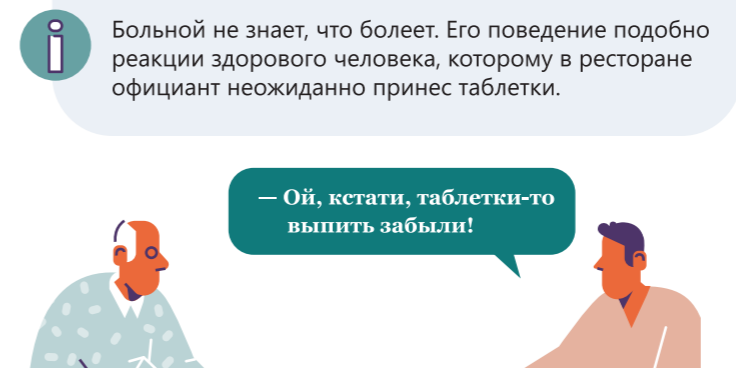 Больной не знает, что болеет. Его поведение подобно
реакции здорового человека, которому в ресторане
официант неожиданно принес таблетки.
— Ой, кстати, таблетки-то
выпить забыли!